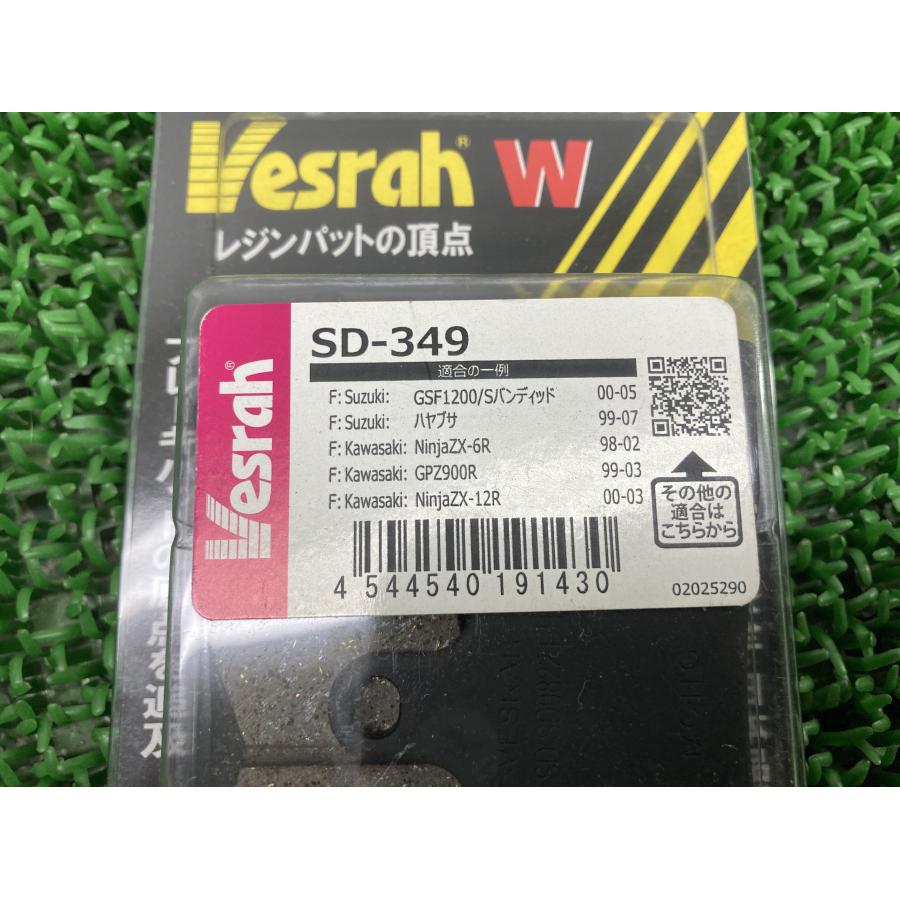 Vesrah® W
レジンパットの頂点
Vesrah®
SD-349
適合の一例
F: Suzuki: GSF1200/Sバンディッド 00-05
F: Suzuki: ハヤブサ 99-07
F: Kawasaki: NinjaZX-6R 98-02
F: Kawasaki: GPZ900R 99-03
F: Kawasaki: NinjaZX-12R 00-03
その他の
適合は
こちらから
4 544540 191430
02025290